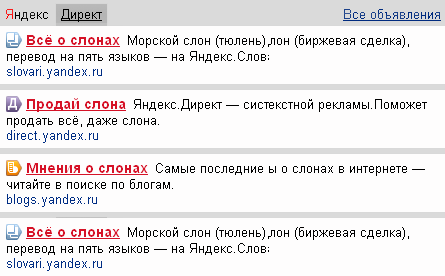 Яндекс Директ Все объявления
Всё о слонах Морской слон (тюлень),лон (биржевая сделка),
перевод на пять языков — на Яндекс.Слов:
slovari.yandex.ru
Продай слона Яндекс.Директ — систекстной рекламы.Поможет
продать всё, даже слона.
direct.yandex.ru
Мнения о слонах Самые последние ы о слонах в интернете —
читайте в поиске по блогам.
blogs.yandex.ru
Всё о слонах Морской слон (тюлень),лон (биржевая сделка),
перевод на пять языков — на Яндекс.Слов:
slovari.yandex.ru